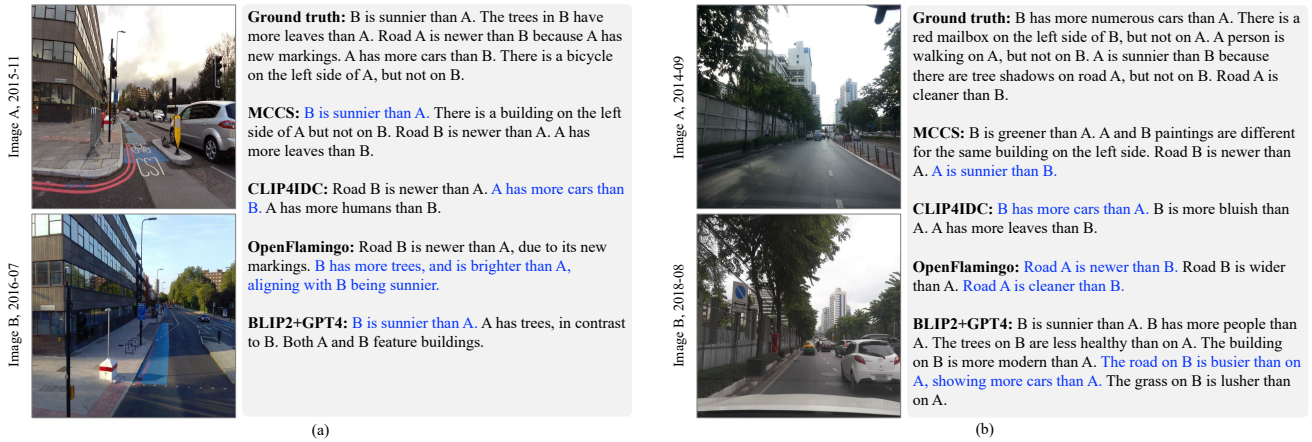 Image A, 2015-11
Image B, 2016-07
Ground truth: B is sunnier than A. The trees in B have
more leaves than A. Road A is newer than B because A has
new markings. A has more cars than B. There is a bicycle
on the left side of A, but not on B.
MCCS: B is sunnier than A. There is a building on the left
side of A but not on B. Road B is newer than A. A has
more leaves than B.
CLIP4IDC: Road B is newer than A. A has more cars than
B. A has more humans than B.
OpenFlamingo: Road B is newer than A, due to its new
markings. B has more trees, and is brighter than A,
aligning with B being sunnier.
BLIP2+GPT4: B is sunnier than A. A has trees, in contrast
to B. Both A and B feature buildings.
(a)
Image A, 2014-09
Image B, 2018-08
Ground truth: B has more numerous cars than A. There is a
red mailbox on the left side of B, but not on A. A person is
walking on A, but not on B. A is sunnier than B because
there are tree shadows on road A, but not on B. Road A is
cleaner than B.
MCCS: B is greener than A. A and B paintings are different
for the same building on the left side. Road B is newer than
A. A is sunnier than B.
CLIP4IDC: B has more cars than A. B is more bluish than
A. A has more leaves than B.
OpenFlamingo: Road A is newer than B. Road B is wider
than A. Road A is cleaner than B.
BLIP2+GPT4: B is sunnier than A. B has more people than
A. The trees on B are less healthy than on A. The building
on B is more modern than A. The road on B is busier than on
A, showing more cars than A. The grass on B is lusher than
on A.
(b)